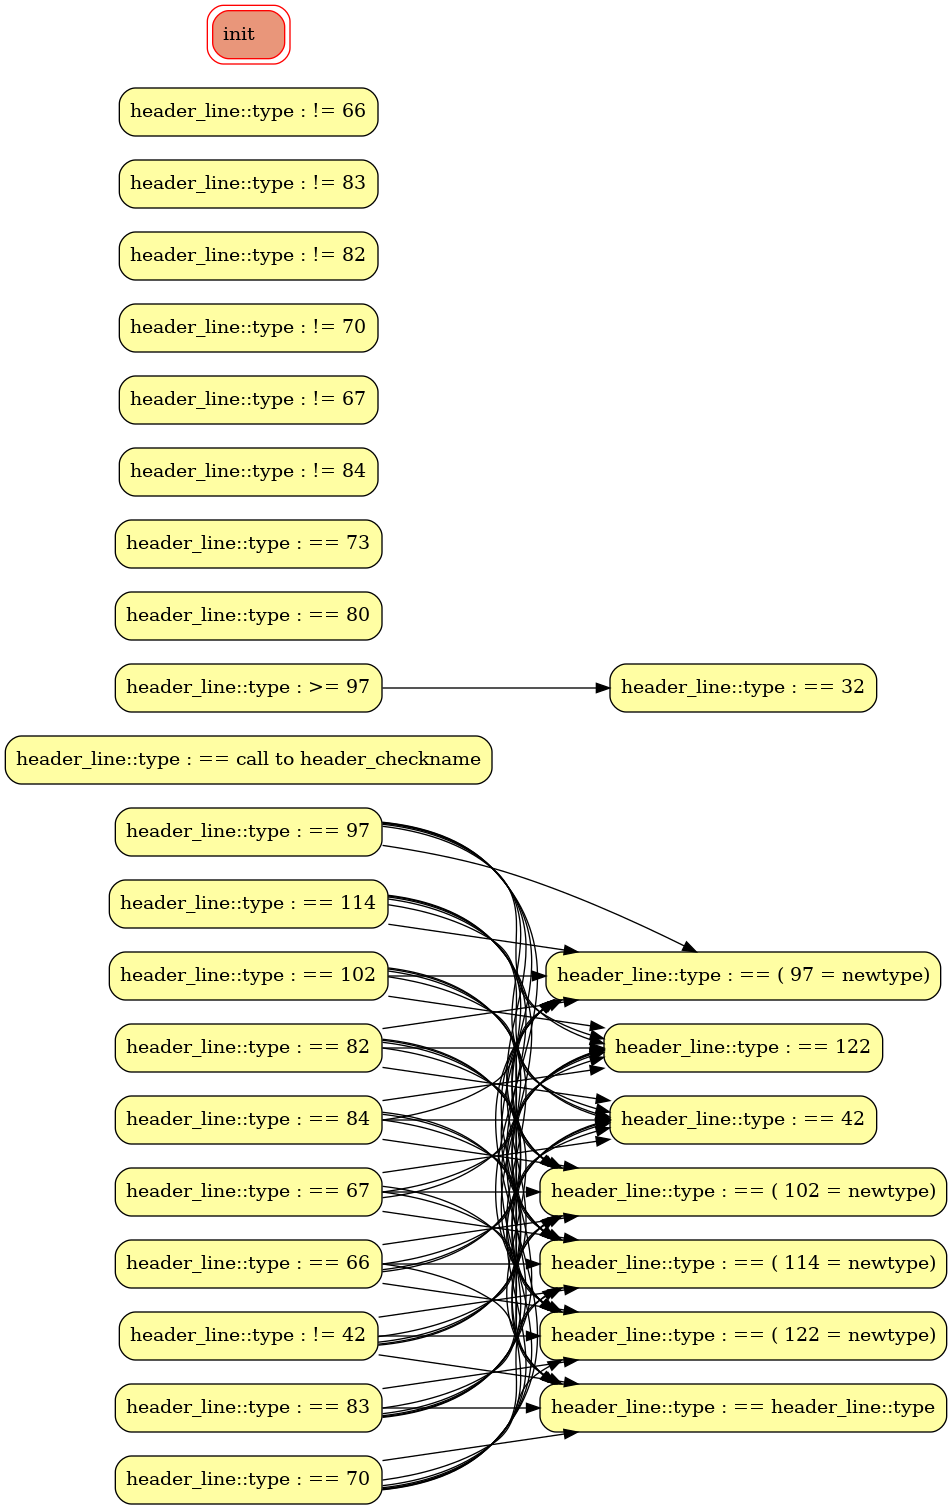 init
header_line::type : != 66
header_line::type : != 83
header_line::type : != 82
header_line::type : != 70
header_line::type : != 67
header_line::type : != 84
header_line::type : == 73
header_line::type : == 80
header_line::type : >= 97
header_line::type : == 32
header_line::type : == call to header_checkname
header_line::type : == 97
header_line::type : == 114
header_line::type : == 102
header_line::type : == ( 97 = newtype)
header_line::type : == 82
header_line::type : == 122
header_line::type : == 84
header_line::type : == 42
header_line::type : == 67
header_line::type : == ( 102 = newtype)
header_line::type : == 66
header_line::type : == ( 114 = newtype)
header_line::type : != 42
header_line::type : == ( 122 = newtype)
header_line::type : == 83
header_line::type : == header_line::type
header_line::type : == 70